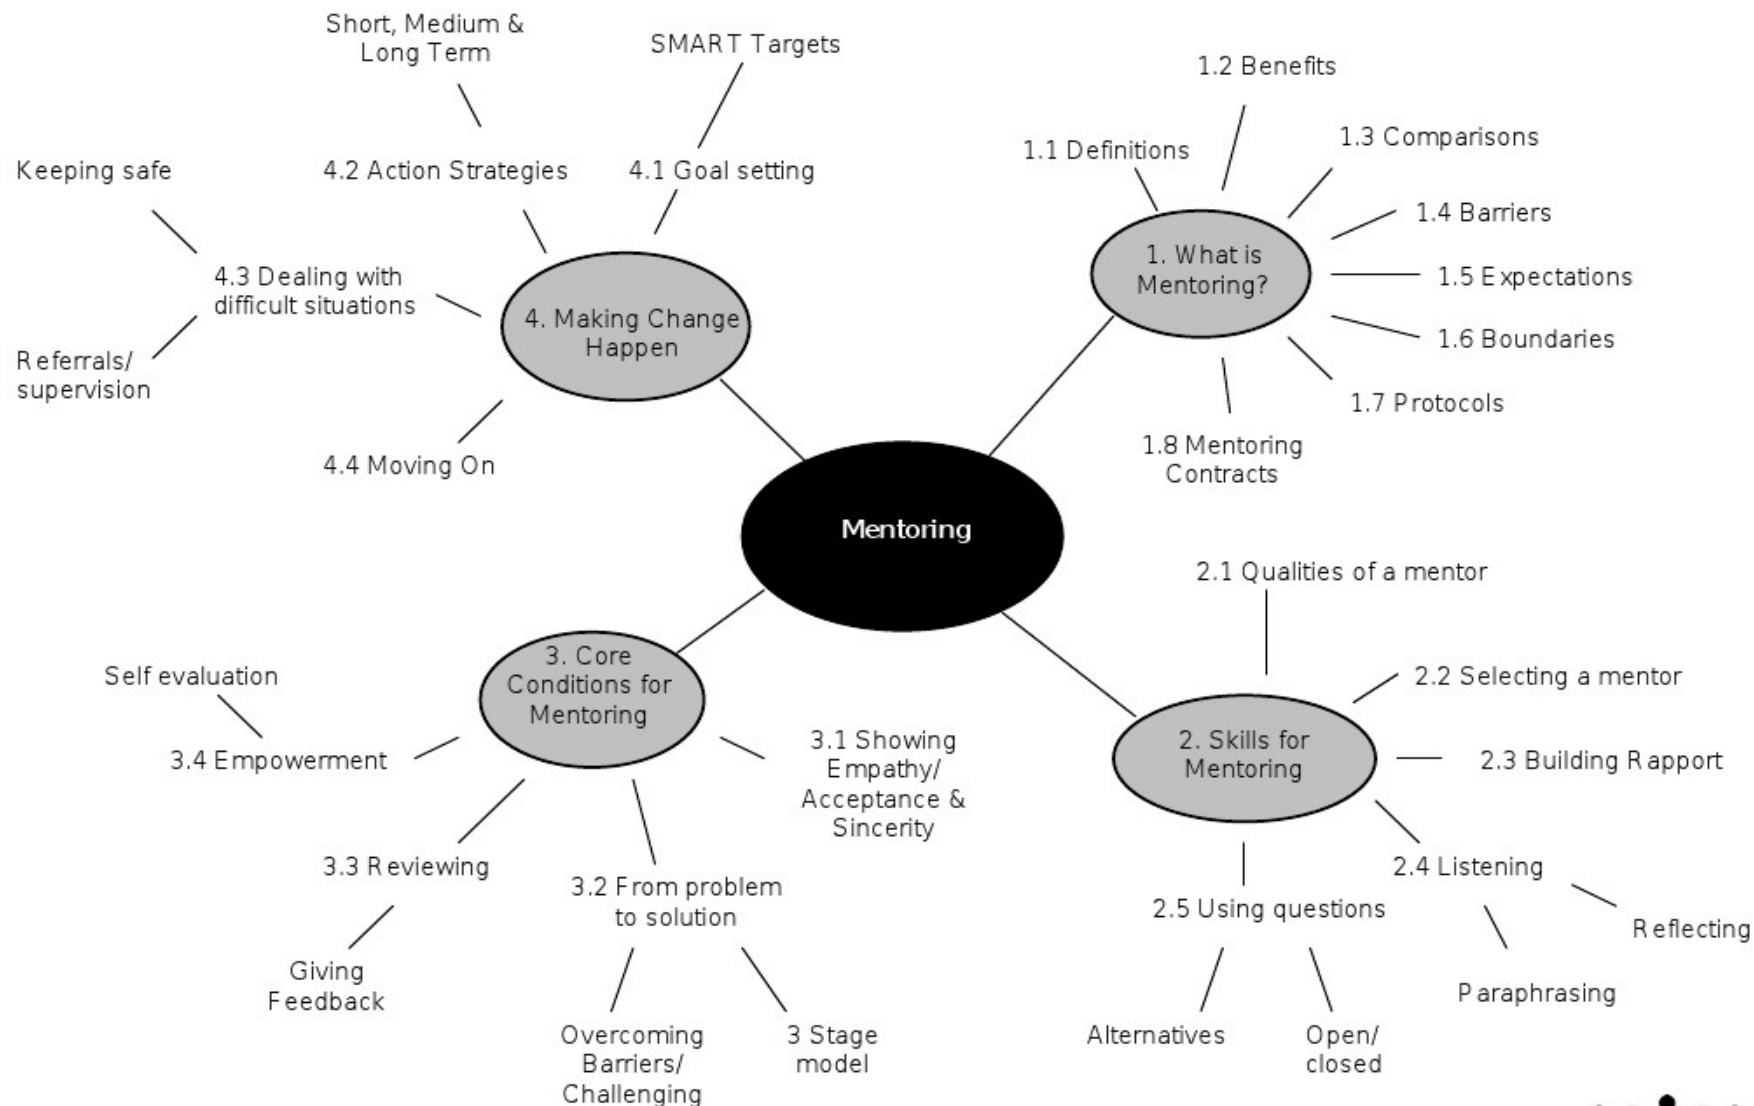 Short, Medium &
Long Term
SMART Targets
1.2 Benefits
1.3 Comparisons
1.1 Definitions
Keeping safe
4.2 Action Strategies
4.1 Goal setting
1.4 Barriers
1. What is
Mentoring?
1.5 Expectations
4.3 Dealing with
difficult situations
4. Making Change
Happen
1.6 Boundaries
Referrals/
supervision
1.7 Protocols
4.4 Moving On
1.8 Mentoring
Contracts
Mentoring
2.1 Qualities of a mentor
3. Core
Conditions for
Mentoring
Self evaluation
2.2 Selecting a mentor
3.4 Empowerment
3.1 Showing
Empathy/
Acceptance &
Sincerity
2. Skills for
Mentoring
2.3 Building Rapport
3.3 Reviewing
3.2 From problem
to solution
2.4 Listening
2.5 Using questions
Reflecting
Giving
Feedback
Paraphrasing
Overcoming
Barriers/
Challenging
3 Stage
model
Alternatives
Open/
closed